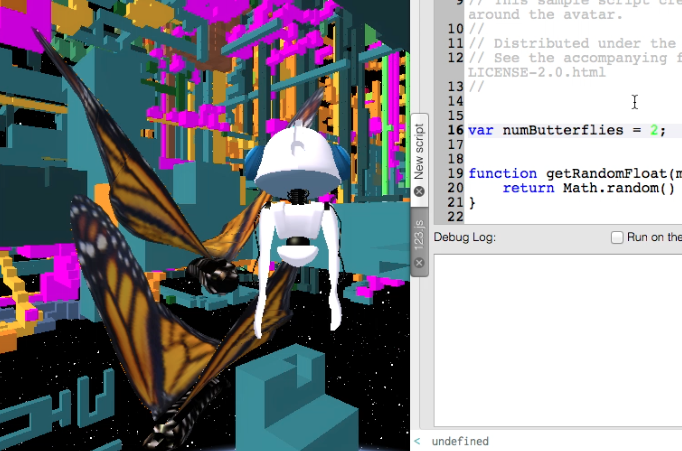 9 // This sample script cre
around the avatar.
10 //
11 // Distributed under the
12 // See the accompanying f
LICENSE-2.0.html
13 //
14
15
16 var numButterflies = 2;
17
18
19 function getRandomFloat(m
20 return Math.random()
21 }
22
New script
123.js
Debug Log:
Run on the
< undefined